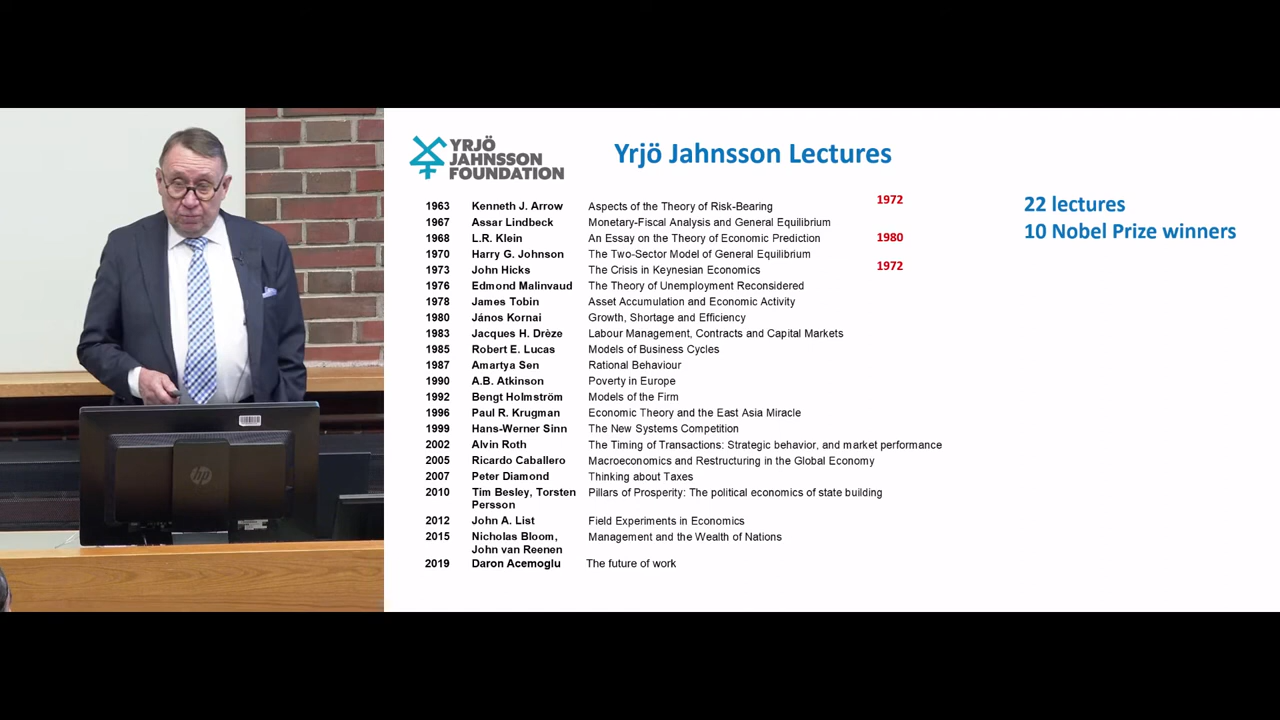 YRJÖ
JAHNSSON
FOUNDATION
Yrjö Jahnsson Lectures
22 lectures
10 Nobel Prize winners
1963 Kenneth J. Arrow Aspects of the Theory of Risk-Bearing 1972
1967 Assar Lindbeck Monetary-Fiscal Analysis and General Equilibrium
1968 L.R. Klein An Essay on the Theory of Economic Prediction 1980
1970 Harry G. Johnson The Two-Sector Model of General Equilibrium
1973 John Hicks The Crisis in Keynesian Economics 1972
1976 Edmond Malinvaud The Theory of Unemployment Reconsidered
1978 James Tobin Asset Accumulation and Economic Activity
1980 János Kornai Growth, Shortage and Efficiency
1983 Jacques H. Drèze Labour Management, Contracts and Capital Markets
1985 Robert E. Lucas Models of Business Cycles
1987 Amartya Sen Rational Behaviour
1990 A.B. Atkinson Poverty in Europe
1992 Bengt Holmström Models of the Firm
1996 Paul R. Krugman Economic Theory and the East Asia Miracle
1999 Hans-Werner Sinn The New Systems Competition
2002 Alvin Roth The Timing of Transactions: Strategic behavior, and market performance
2005 Ricardo Caballero Macroeconomics and Restructuring in the Global Economy
2007 Peter Diamond Thinking about Taxes
2010 Tim Besley, Torsten Pillars of Prosperity: The political economics of state building
Persson
2012 John A. List Field Experiments in Economics
2015 Nicholas Bloom, Management and the Wealth of Nations
John van Reenen
2019 Daron Acemoglu The future of work
hp